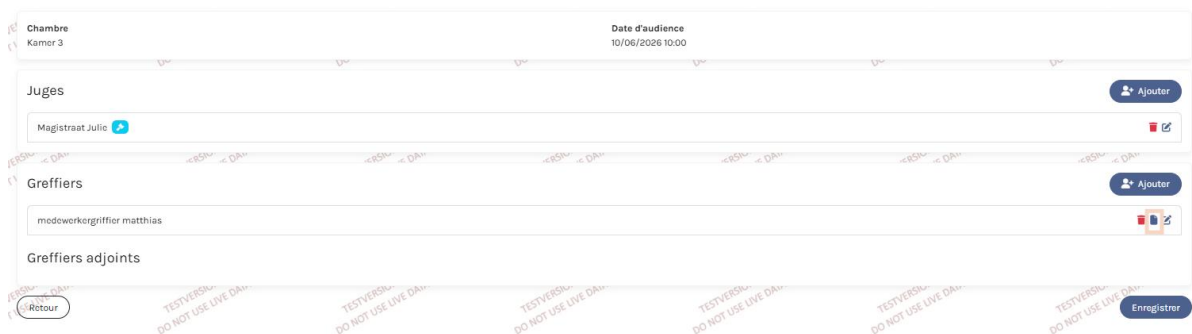 Chambre
Kamer 3
Date d'audience
10/06/2026 10:00
Juges
Ajouter
Magistraat Julie
Greffiers
Ajouter
medewerkergriffier matthias
Greffiers adjoints
Retour
TESTVERSION
DO NOT USE LIVE DATA
Enregistrer